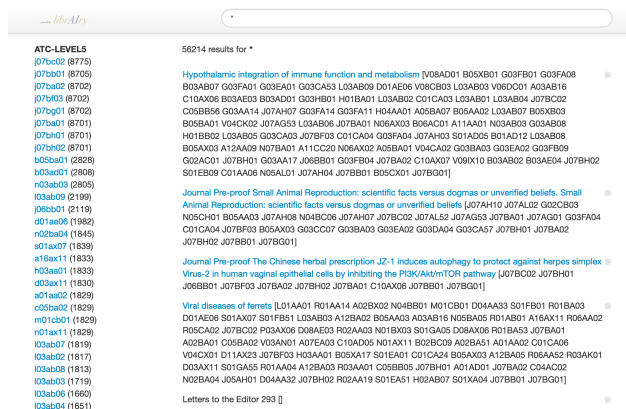 librAIry
*
ATC-LEVEL5
j07bc02 (8775)
j07bb01 (8705)
j07ba02 (8702)
j07bf03 (8702)
j07bg01 (8702)
j07ba01 (8701)
j07bh01 (8701)
j07bh02 (8701)
b05ba01 (2828)
b03ad01 (2808)
n03ab03 (2805)
l03ab09 (2199)
j06bb01 (2119)
d01ae06 (1982)
n02ba04 (1845)
s01ax07 (1839)
a16ax11 (1833)
h03aa01 (1833)
d03ax11 (1830)
a01aa02 (1829)
c05ba02 (1829)
m01cb01 (1829)
n01ax11 (1829)
l03ab07 (1819)
l03ab02 (1817)
l03ab08 (1813)
l03ab03 (1719)
l03ab06 (1660)
l03ab04 (1651)
56214 results for *
Hypothalamic integration of immune function and metabolism [V08AD01 B05XB01 G03FB01 G03FA08
B03AB07 G03FA01 G03EA01 G03CA53 L03AB09 D01AE06 V08CB03 L03AB03 V06DC01 A03AB16
C10AX06 B03AE03 B03AD01 G03HB01 H01BA01 L03AB02 C01CA03 L03AB01 L03AB04 J07BC02
C05BB56 G03AA14 J07AH07 G03FA14 G03FA11 H04AA01 A05BA07 B05AA02 L03AB07 B05XB03
B05BA01 V04CK02 J07AG53 L03AB06 J07BA01 N06AX03 B06AC01 A11AA01 N03AB03 G03AB08
H01BB02 L03AB05 G03CA03 J07BF03 C01CA04 G03FA04 J07AH03 S01AD05 B01AD12 L03AB08
B05AX03 A12AA09 N07BA01 A11CC20 N06AX02 A05BA01 V04CA02 G03BA03 G03EA02 G03FB09
G02AC01 J07BH01 G03AA17 J06BB01 G03FB04 J07BA02 C10AX07 V09IX10 B03AB02 B03AE04 J07BH02
S01EB09 C01AA06 N05AL01 J07AH04 J07BB01 B05CX01 J07BG01]
Journal Pre-proof Small Animal Reproduction: scientific facts versus dogmas or unverified beliefs. Small
Animal Reproduction: scientific facts versus dogmas or unverified beliefs [J07AH10 J07AL02 G02CB03
N05CH01 B05AA03 J07AH08 N04BC06 J07AH07 J07BC02 J07AL52 J07AG53 J07BA01 J07AG01 G03FA04
C01CA04 J07BF03 B05AX03 G03CC07 G03BA03 G03EA02 G03DA04 G03CA57 J07BH01 J07BA02
J07BH02 J07BB01 J07BG01]
Journal Pre-proof The Chinese herbal prescription JZ-1 induces autophagy to protect against herpes simplex
Virus-2 in human vaginal epithelial cells by inhibiting the PI3K/Akt/mTOR pathway [J07BC02 J07BH01
J06BB01 J07BF03 J07BA02 J07BH02 J07BA01 C10AX06 J07BB01 J07BG01]
Viral diseases of ferrets [L01AA01 R01AA14 A02BX02 N04BB01 M01CB01 D04AA33 S01FB01 R01BA03
D01AE06 S01AX07 S01FB51 L03AB03 A12BA02 B05AA03 A03AB16 N05BA05 R01AB01 A16AX11 R06AA02
R05CA02 J07BC02 P03AX06 D08AE03 R02AA03 N01BX03 S01GA05 D08AX06 R01BA53 J07BA01
A02BA01 C05BA02 V03AN01 A07EA03 C10AD05 N01AX11 B02BC09 A02BA51 A01AA02 C01CA06
V04CX01 D11AX23 J07BF03 H03AA01 B05XA17 S01EA01 C01CA24 B05AX03 A12BA05 R06AA52 R03AK01
D03AX11 S01GA55 R01AA04 A12BA03 R03AA01 C05BB05 J07BH01 A01AD01 J07BA02 C04AC02
N02BA04 J05AH01 D04AA32 J07BH02 R02AA19 S01EA51 H02AB07 S01XA04 J07BB01 J07BG01]
Letters to the Editor 293 []